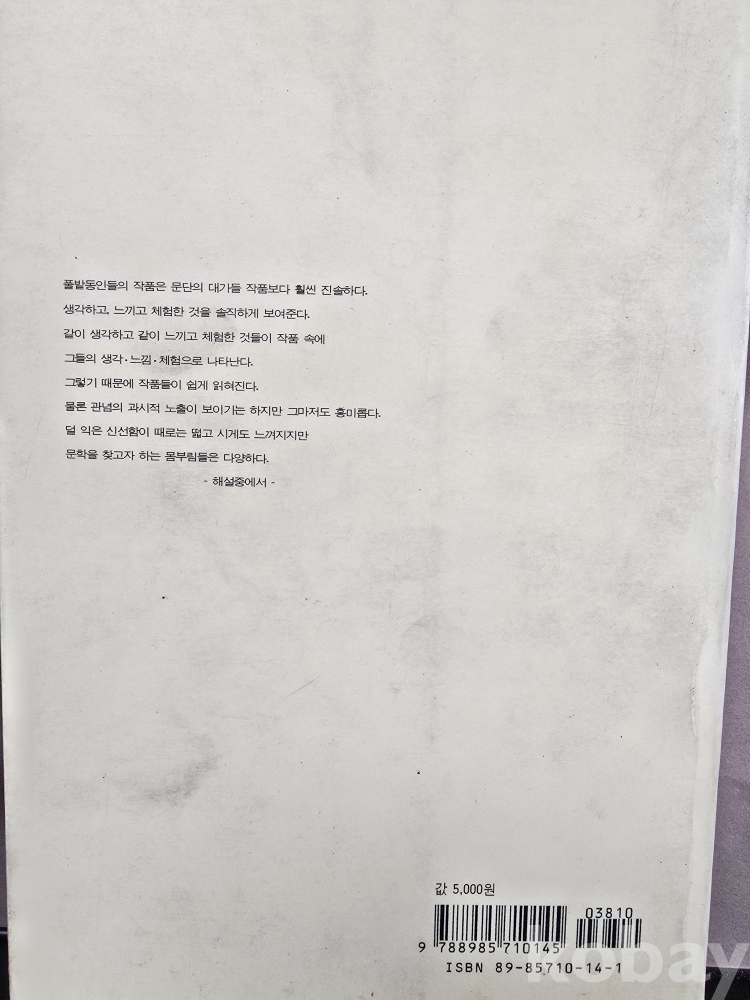 풀밭동인들의 작품은 문단의 대가들 작품보다 훨씬 진솔하다.
생각하고, 느끼고 체험한 것을 솔직하게 보여준다.
같이 생각하고 같이 느끼고 체험한 것들이 작품 속에
그들의 생각·느낌·체험으로 나타난다.
그렇기 때문에 작품들이 쉽게 읽혀진다.
물론 관념의 과시적 노출이 보이기는 하지만 그마저도 흥미롭다.
덜 익은 신선함이 때로는 떫고 시게도 느껴지지만
문학을 찾고자 하는 몸부림들은 다양하다.
- 해설중에서 -
값 5,000원
03810
9 788985 710145
ISBN 89-85710-14-1
kobay